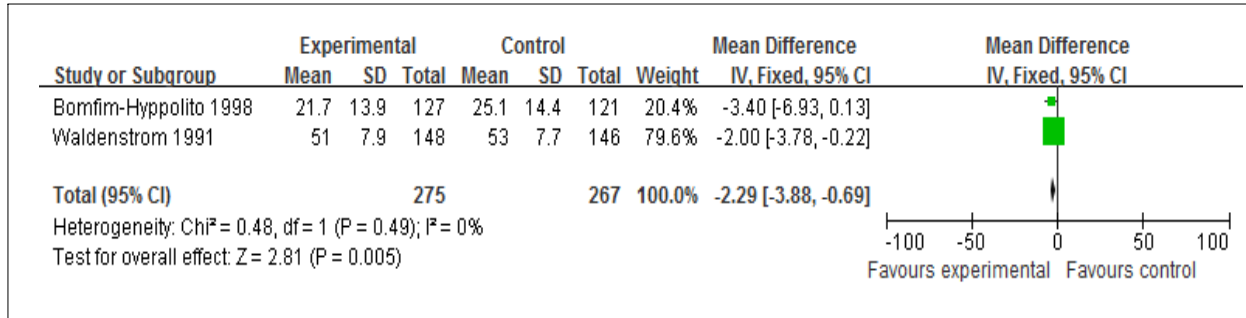 Experimental Control Mean Difference Mean Difference
Study or Subgroup Mean SD Total Mean SD Total Weight IV, Fixed, 95% CI IV, Fixed, 95% CI
Bomfim-Hyppolito 1998 21.7 13.9 127 25.1 14.4 121 20.4% -3.40 [-6.93, 0.13]
Waldenstrom 1991 51 7.9 148 53 7.7 146 79.6% -2.00 [-3.78, -0.22]
Total (95% CI) 275 267 100.0% -2.29 [-3.88, -0.69]
Heterogeneity: Chi² = 0.48, df = 1 (P = 0.49); I² = 0%
Test for overall effect: Z = 2.81 (P = 0.005)
-100 -50 0 50 100
Favours experimental Favours control